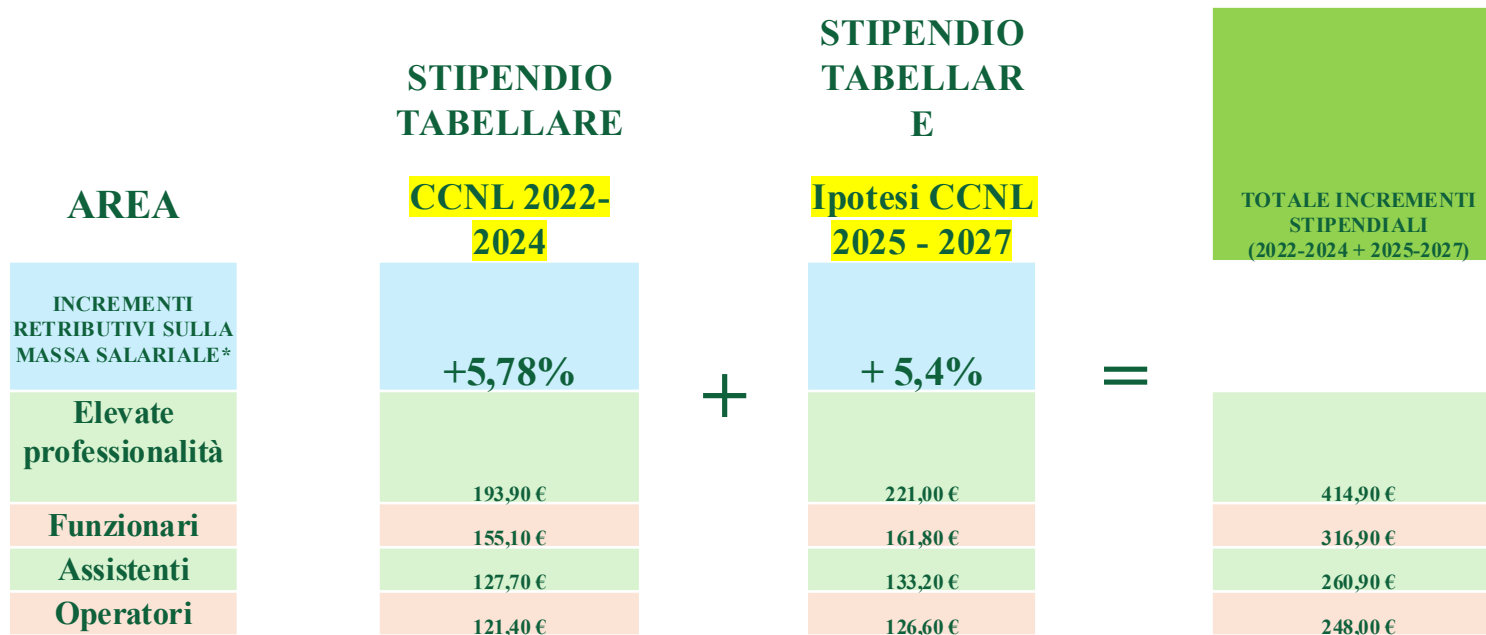 AREA
STIPENDIO
TABELLARE
CCNL 2022-
2024
STIPENDIO
TABELLAR
E
Ipotesi CCNL
2025 - 2027
TOTALE INCREMENTI
STIPENDIALI
(2022-2024 + 2025-2027)
INCREMENTI
RETRIBUTIVI SULLA
MASSA SALARIALE*
+5,78%
+
+ 5,4%
=
Elevate
professionalità
193,90 €
221,00 €
414,90 €
Funzionari
155,10 €
161,80 €
316,90 €
Assistenti
127,70 €
133,20 €
260,90 €
Operatori
121,40 €
126,60 €
248,00 €